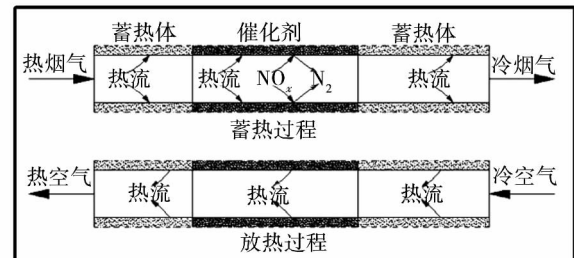 蓄热体 催化剂 蓄热体
热烟气 热流 热流 NOx N2 热流 冷烟气
蓄热过程
热空气 热流 热流 热流 冷空气
放热过程